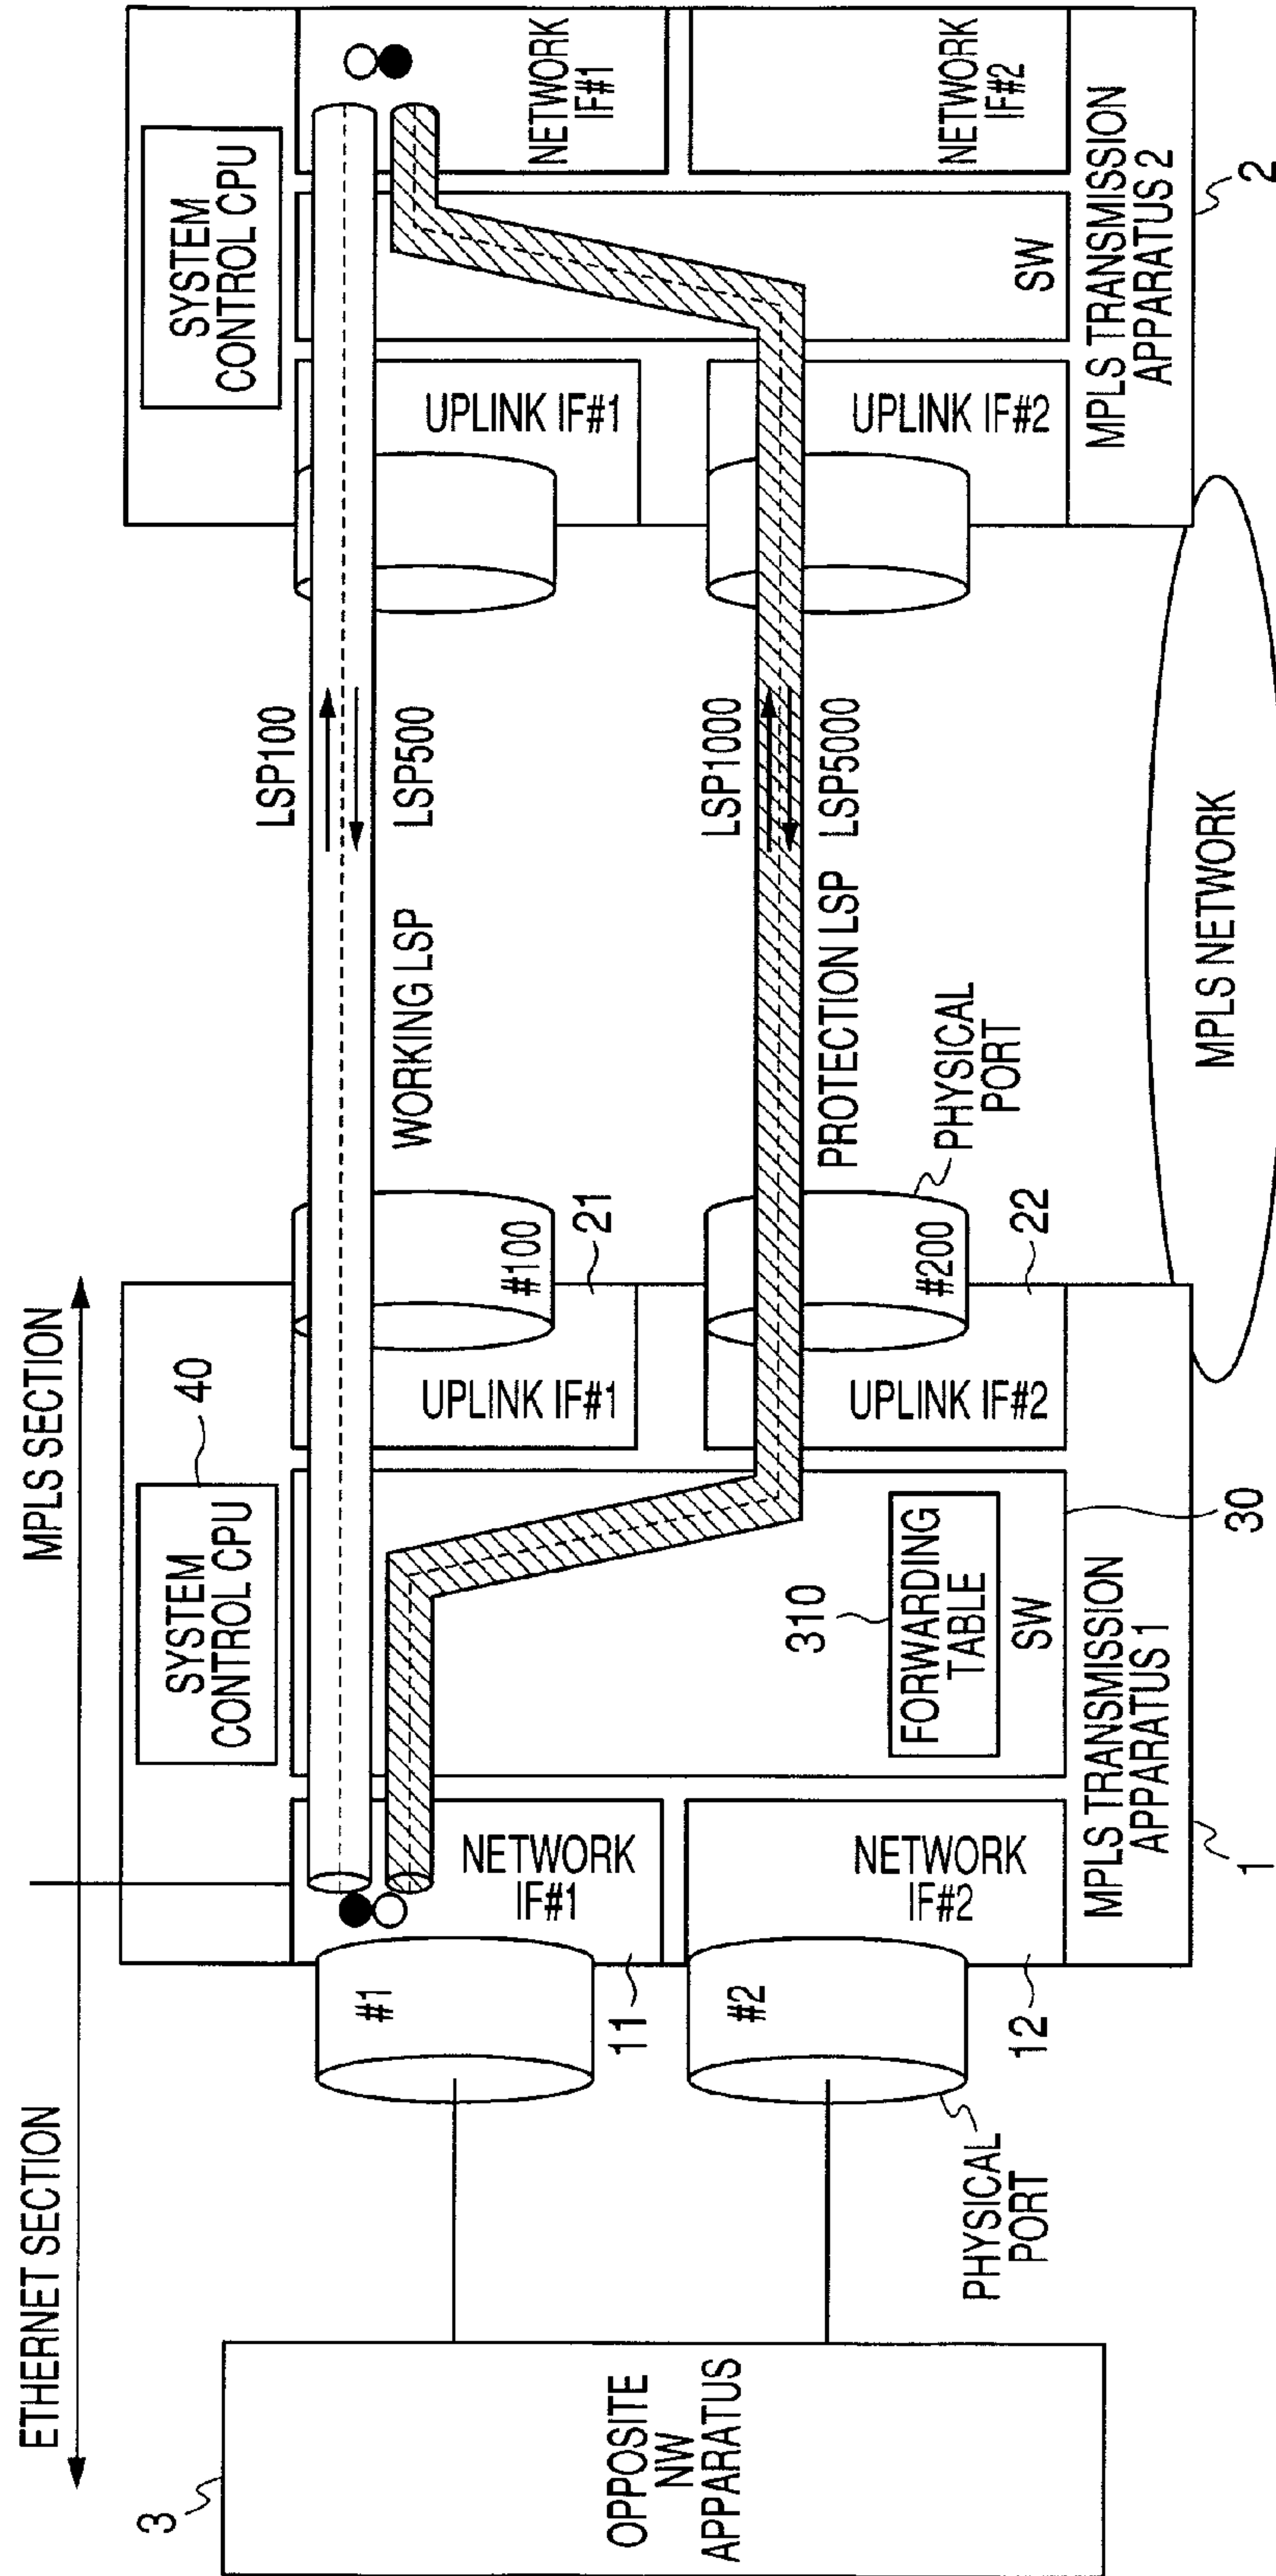 ETHERNET SECTION
MPLS SECTION
3
OPPOSITE
NW
APPARATUS
#1
11
#2
12
PHYSICAL
PORT
SYSTEM
CONTROL CPU
40
NETWORK
IF#1
NETWORK
IF#2
310
FORWARDING
TABLE
SW
30
UPLINK IF#1
#100
21
UPLINK IF#2
#200
22
PHYSICAL
PORT
MPLS TRANSMISSION
APPARATUS 1
1
WORKING LSP
LSP100
LSP500
PROTECTION LSP
LSP1000
LSP5000
MPLS NETWORK
SYSTEM
CONTROL CPU
UPLINK IF#1
UPLINK IF#2
SW
NETWORK
IF#1
NETWORK
IF#2
MPLS TRANSMISSION
APPARATUS 2
2